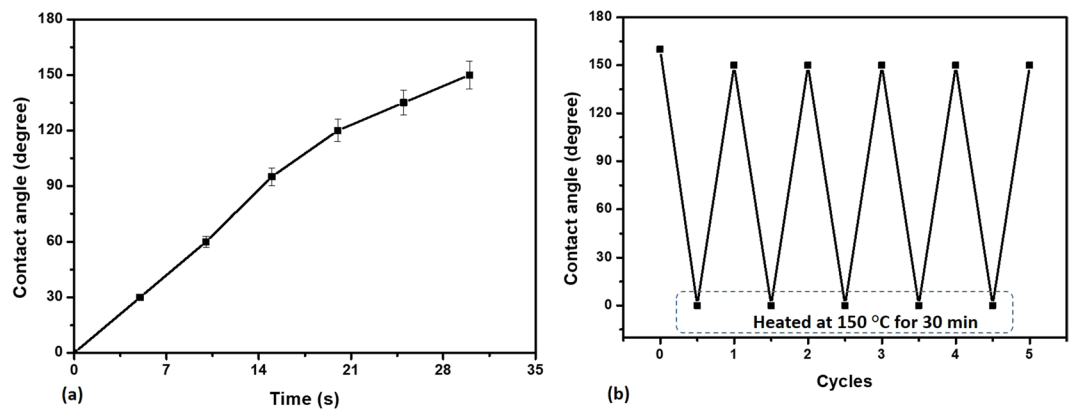 180
150
120
90
60
30
0
0 7 14 21 28 35
Contact angle (degree)
Time (s)
(a)
180
150
120
90
60
30
0
0 1 2 3 4 5
Contact angle (degree)
Heated at 150 °C for 30 min
Cycles
(b)